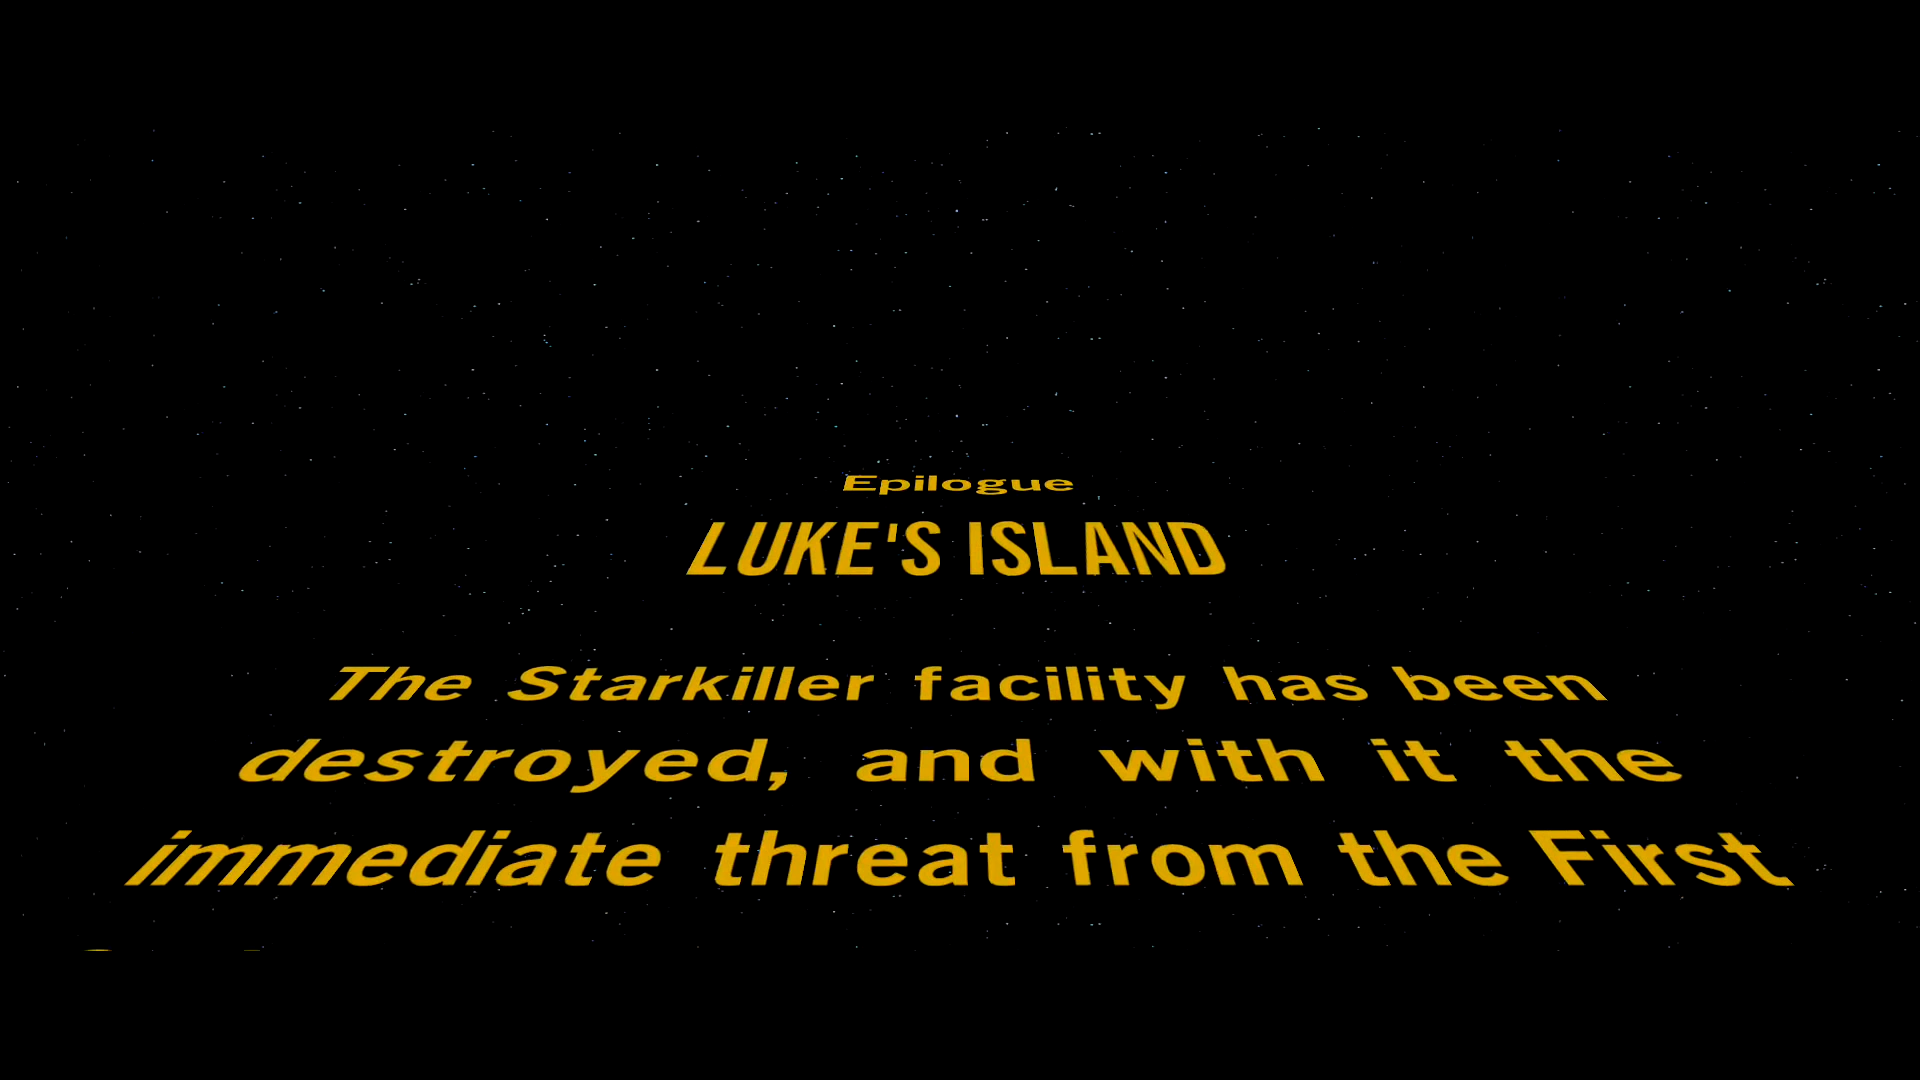 Epilogue
LUKE'S ISLAND
The Starkiller facility has been
destroyed, and with it the
immediate threat from the First